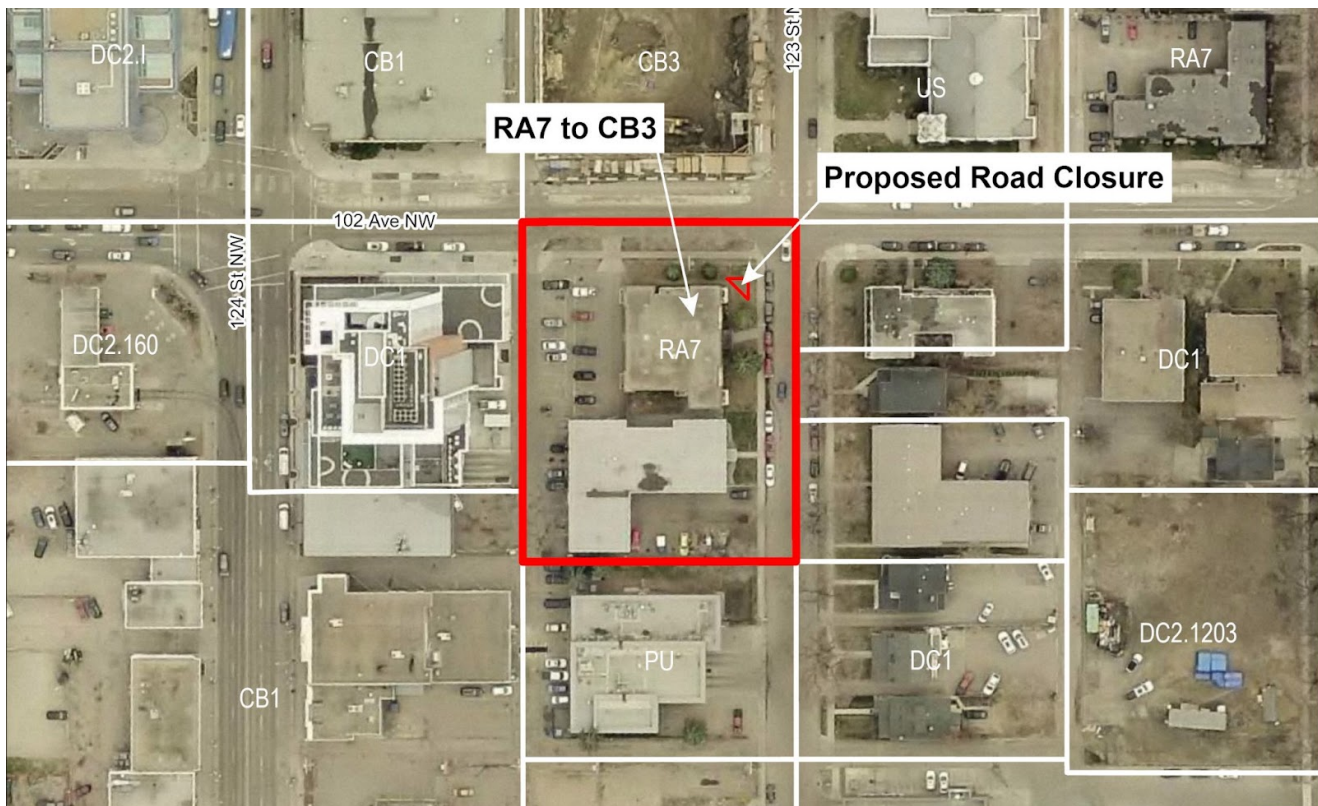 DC2.I
CB1
CB3
123 St N
US
RA7
RA7 to CB3
Proposed Road Closure
102 Ave NW
124 St NW
DC2.160
DC1
RA7
DC1
CB1
PU
DC1
DC2.1203